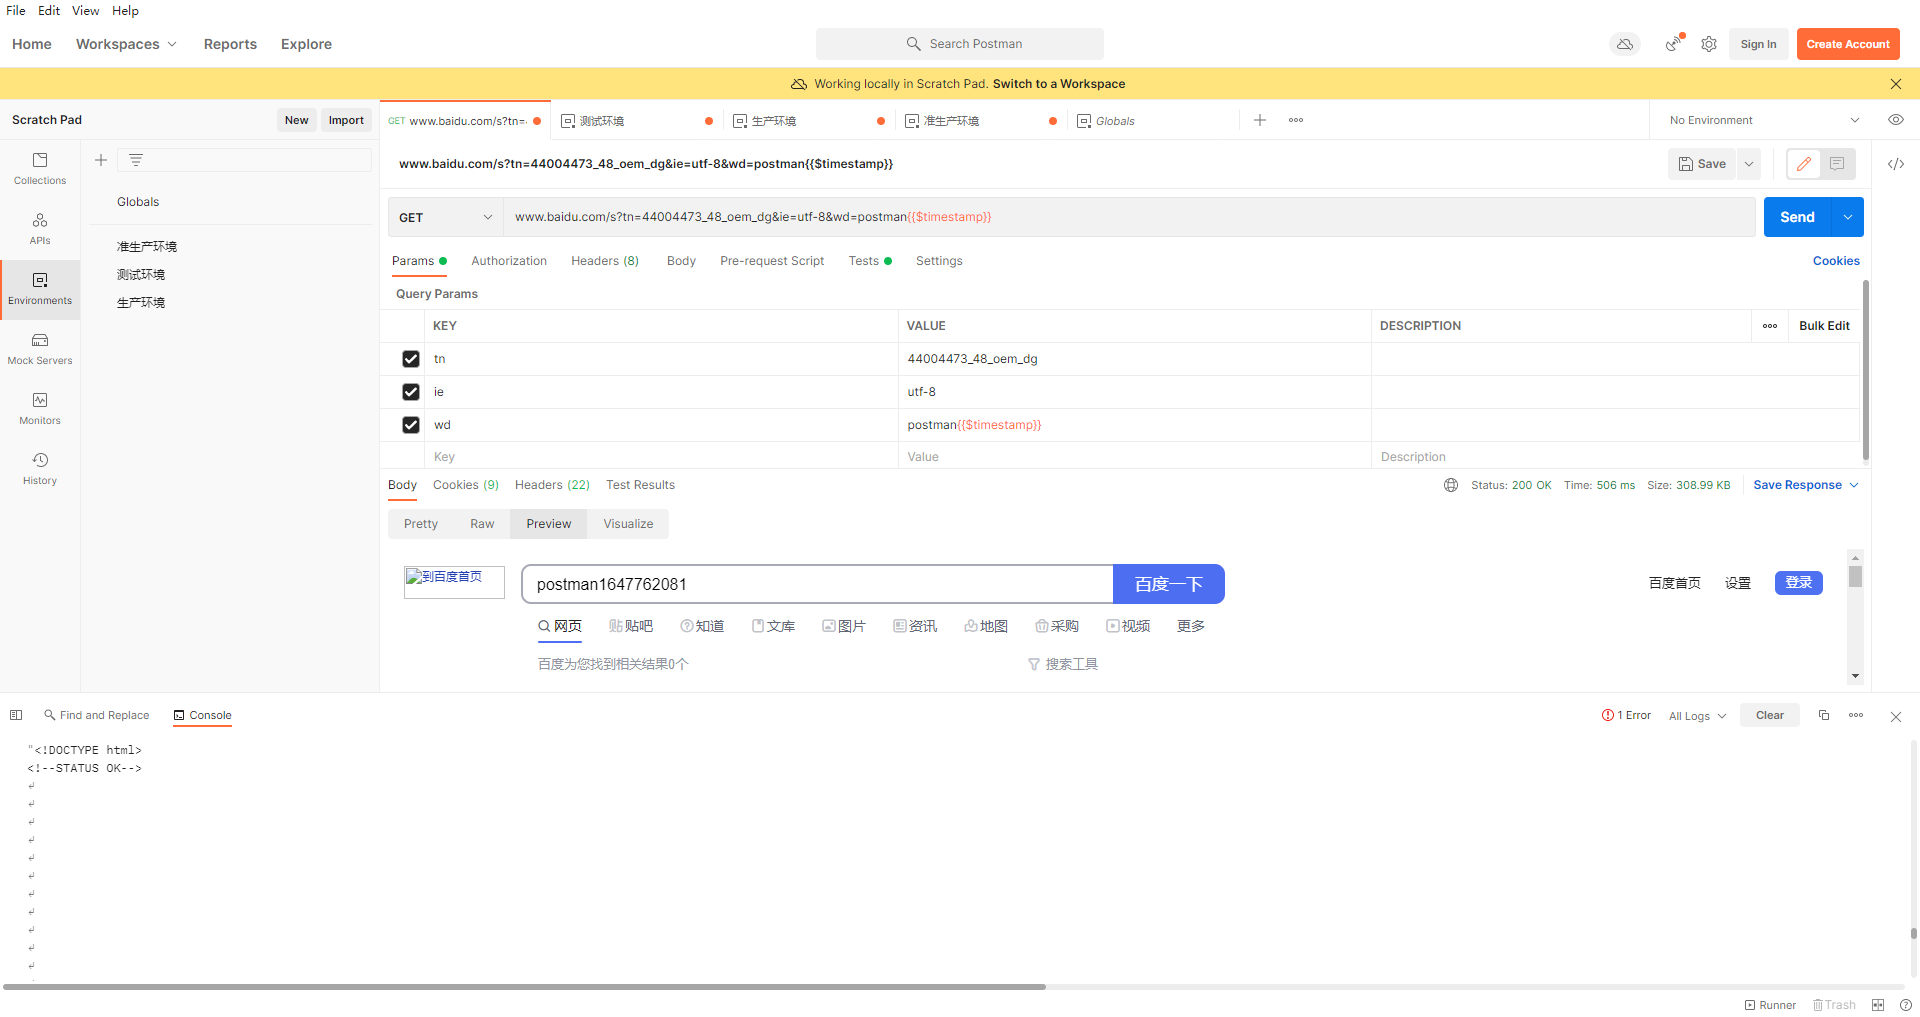 File Edit View Help
Home Workspaces Reports Explore Search Postman Sign In Create Account
Working locally in Scratch Pad. Switch to a Workspace
Scratch Pad New Import GET www.baidu.com/s?tn= 测试环境 生产环境 准生产环境 Globals No Environment
www.baidu.com/s?tn=44004473_48_oem_dg&ie=utf-8&wd=postman{{$timestamp}} Save
Collections
APIs
Environments
Mock Servers
Monitors
History
Globals
准生产环境
测试环境
生产环境
GET www.baidu.com/s?tn=44004473_48_oem_dg&ie=utf-8&wd=postman{{$timestamp}} Send
Params Authorization Headers (8) Body Pre-request Script Tests Settings Cookies
Query Params
KEY VALUE DESCRIPTION Bulk Edit
tn 44004473_48_oem_dg
ie utf-8
wd postman{{$timestamp}}
Key Value Description
Body Cookies (9) Headers (22) Test Results Status: 200 OK Time: 506 ms Size: 308.99 KB Save Response
Pretty Raw Preview Visualize
到百度首页 postman1647762081 百度一下 百度首页 设置 登录
网页 贴吧 知道 文库 图片 资讯 地图 采购 视频 更多
百度为您找到相关结果0个 搜索工具
Find and Replace Console 1 Error All Logs Clear
"<!DOCTYPE html>
<!--STATUS OK-->
Runner Trash